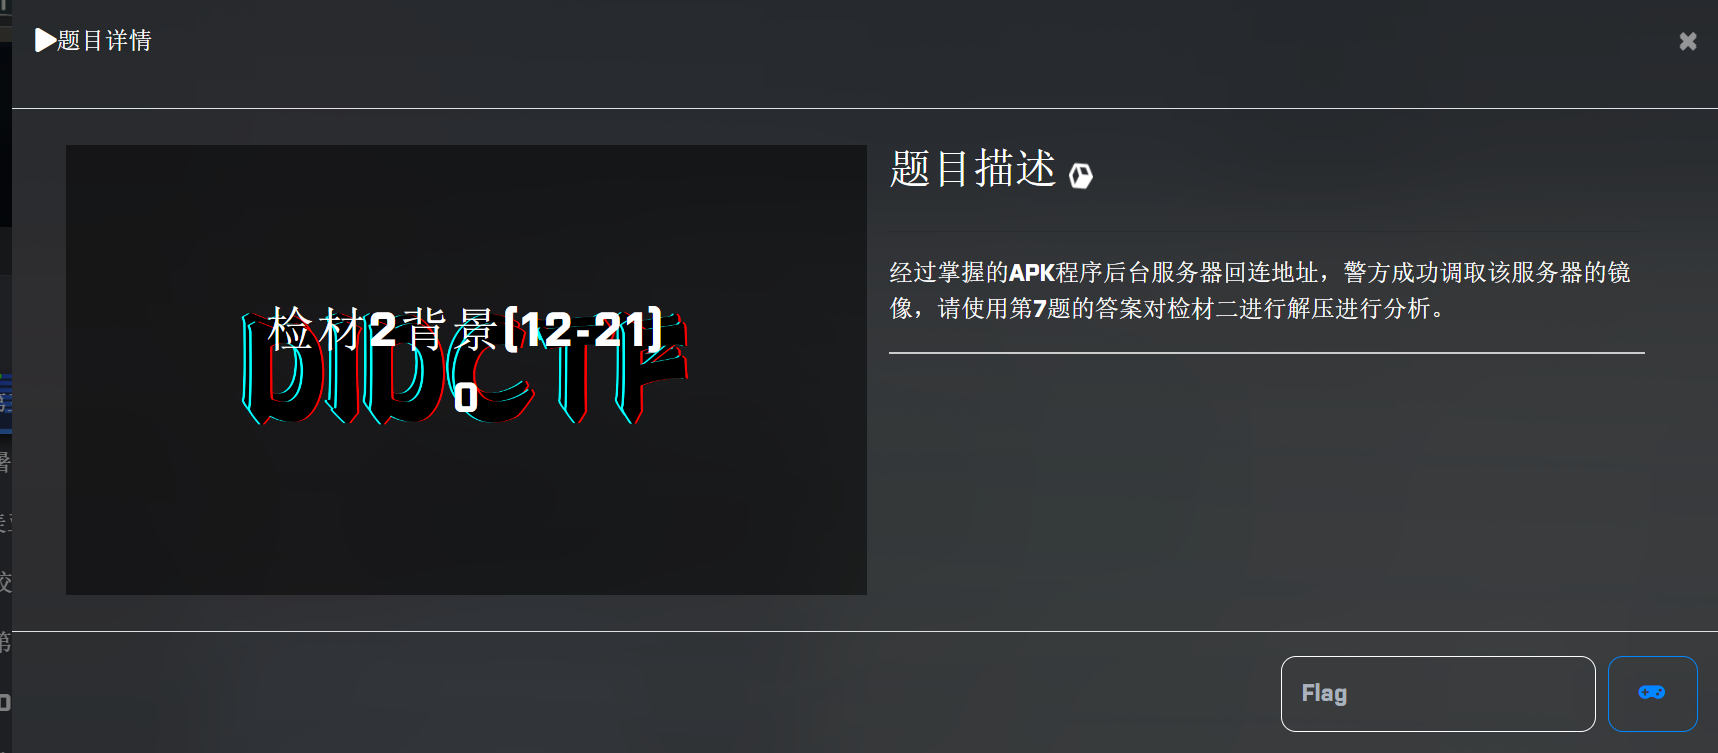 题目详情
检材2背景(12-21)
0
DIDCTF
题目描述
经过掌握的APK程序后台服务器回连地址，警方成功调取该服务器的镜
像，请使用第7题的答案对检材二进行解压进行分析。
Flag